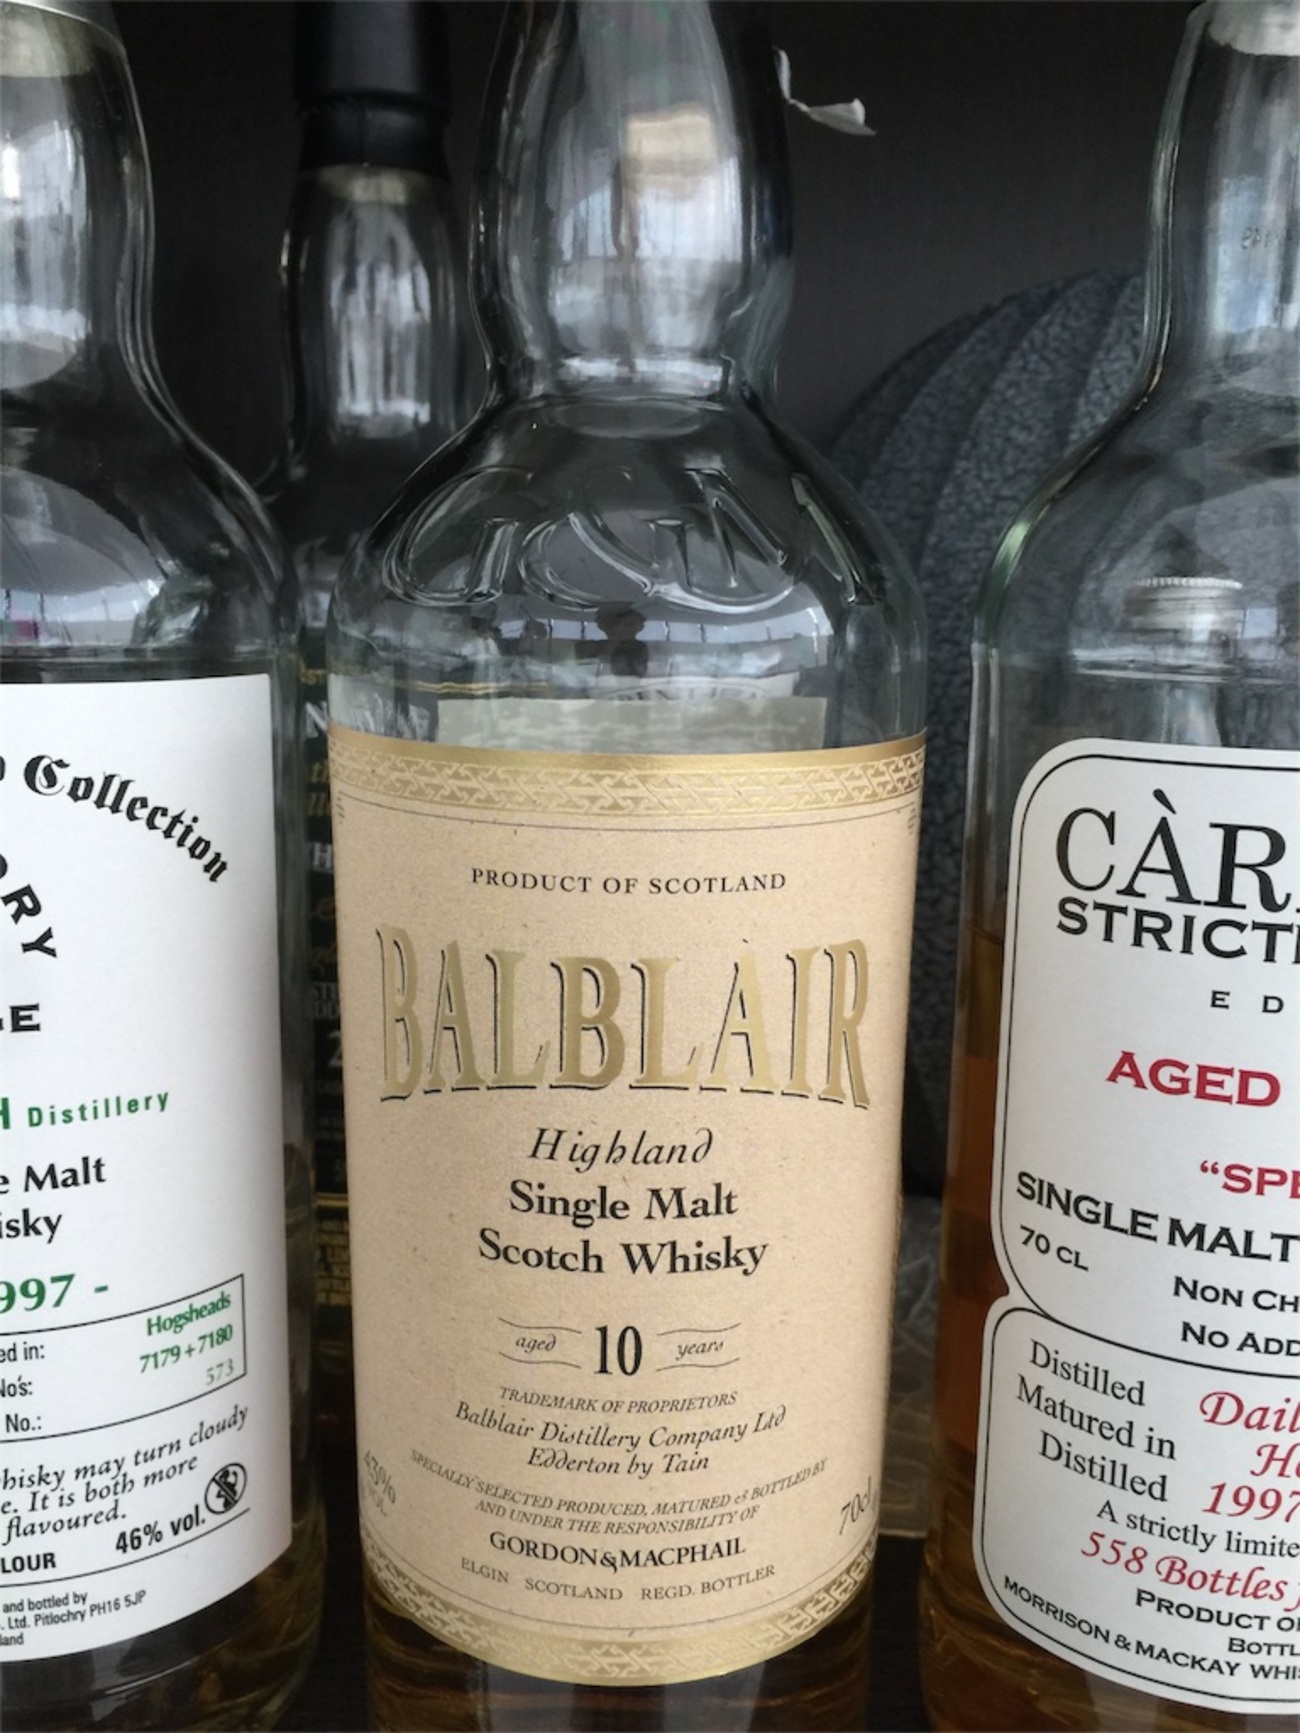 Collection
ORY
GE
H Distillery
e Malt
isky
997 -
ed in:
Hogsheads
No's:
7179+7180
No.:
573
hisky may turn cloudy
e. It is both more
flavoured.
LOUR
46% vol.
and bottled by
. Ltd. Pitlochry PH16 5JP
land
G&M
PRODUCT OF SCOTLAND
BALBLAIR
Highland
Single Malt
Scotch Whisky
aged 10 years
TRADEMARK OF PROPRIETORS
Balblair Distillery Company Ltd
Edderton by Tain
SPECIALLY SELECTED PRODUCED, MATURED & BOTTLED BY
AND UNDER THE RESPONSIBILITY OF
GORDON&MACPHAIL
ELGIN SCOTLAND REGD. BOTTLER
43%
VOL
70cl
CÀR
STRICT
E D
AGED
“SPE
SINGLE MALT
70 CL
NON CH
NO ADD
Distilled
Dail
Matured in
H
Distilled
1997
A strictly limite
558 Bottles
PRODUCT O
BOTTL
MORRISON & MACKAY WHIS